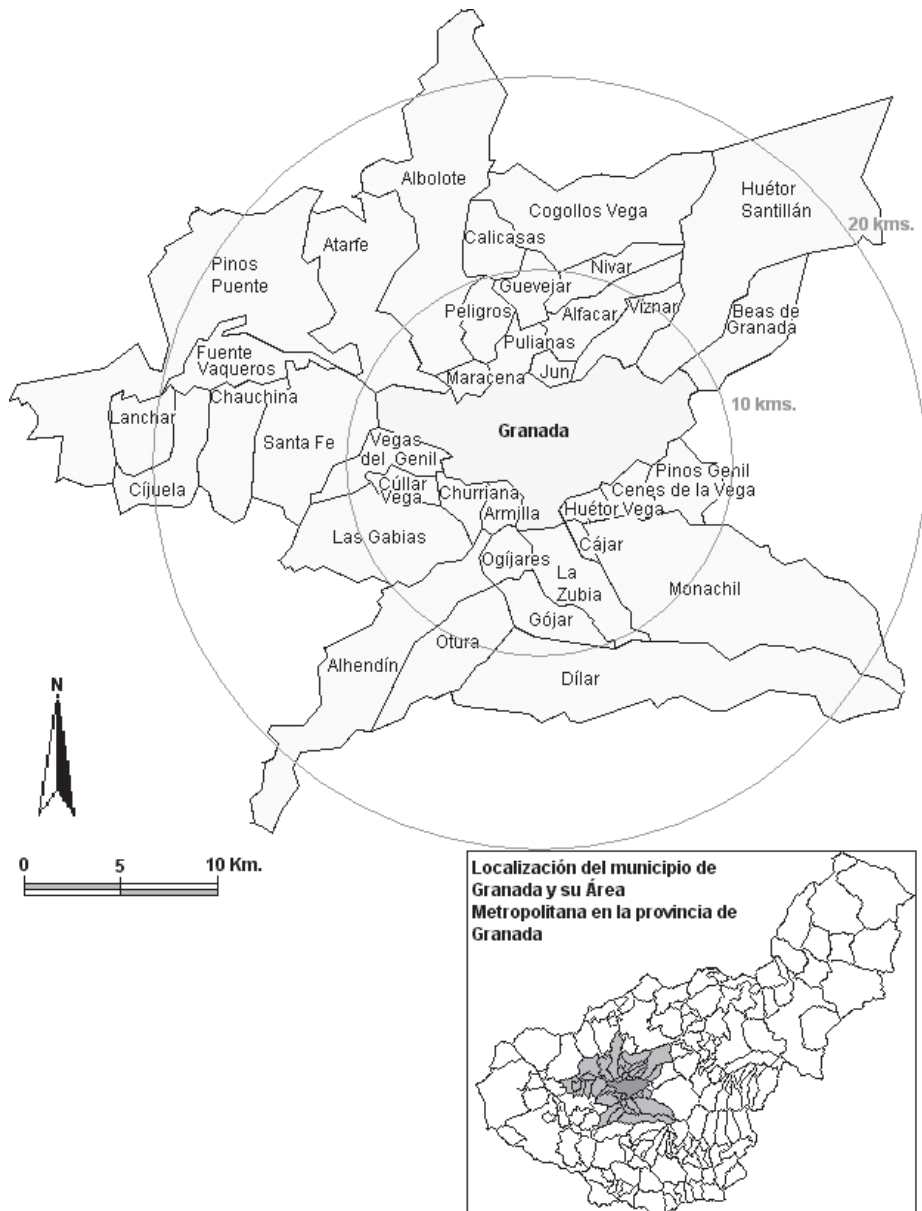 Albolote
Huétor
Santillán
Cogollos Vega
20 kms.
Calicasas
Atarfe
Pinos
Puente
Nivar
Guevejar
Víznar
Beas de
Granada
Peligros
Alfacar
Pulianas
Fuente
Vaqueros
Jun
Maracena
Chauchina
10 kms.
Lanchar
Granada
Santa Fe
Vegas
del Genil
Pinos Genil
Cíjuela
Cúllar
Vega
Churriana
Cenes de la Vega
Armilla
Huétor Vega
Las Gabias
Cájar
Ogíjares
La
Zubia
Monachil
Gójar
Otura
Alhendín
Dílar
N
0 5 10 Km.
Localización del municipio de
Granada y su Área
Metropolitana en la provincia de
Granada